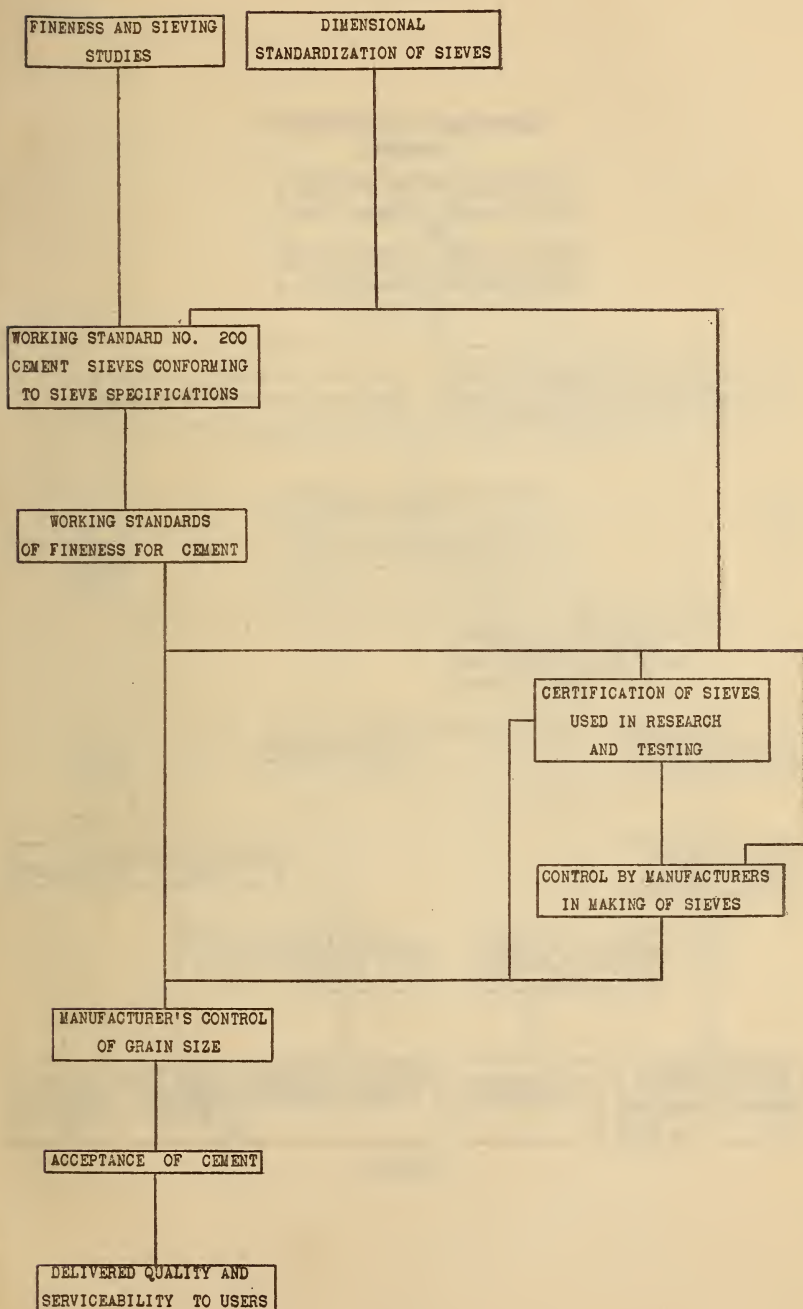 FINENESS AND SIEVING
STUDIES
DIMENSIONAL
STANDARDIZATION OF SIEVES
WORKING STANDARD NO. 200
CEMENT SIEVES CONFORMING
TO SIEVE SPECIFICATIONS
WORKING STANDARDS
OF FINENESS FOR CEMENT
CERTIFICATION OF SIEVES
USED IN RESEARCH
AND TESTING
CONTROL BY MANUFACTURERS
IN MAKING OF SIEVES
MANUFACTURER'S CONTROL
OF GRAIN SIZE
ACCEPTANCE OF CEMENT
DELIVERED QUALITY AND
SERVICEABILITY TO USERS